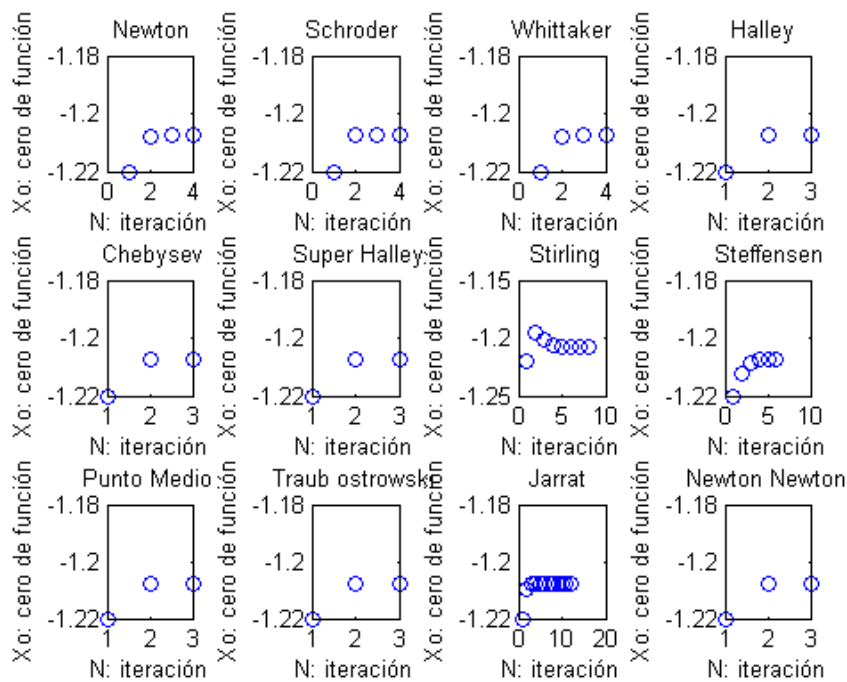 Newton
Schroder
Whittaker
Halley
Xo: cero de función
-1.18
-1.2
-1.22
0 2 4
N: iteración
Xo: cero de función
-1.18
-1.2
-1.22
0 2 4
N: iteración
Xo: cero de función
-1.18
-1.2
-1.22
0 2 4
N: iteración
Xo: cero de función
-1.18
-1.2
-1.22
1 2 3
N: iteración
Chebysev
Super Halley
Stirling
Steffensen
Xo: cero de función
-1.18
-1.2
-1.22
1 2 3
N: iteración
Xo: cero de función
-1.18
-1.2
-1.22
1 2 3
N: iteración
Xo: cero de función
-1.15
-1.2
-1.25
0 5 10
N: iteración
Xo: cero de función
-1.18
-1.2
-1.22
0 5 10
N: iteración
Punto Medio
Traub ostrowski
Jarrat
Newton Newton
Xo: cero de función
-1.18
-1.2
-1.22
1 2 3
N: iteración
Xo: cero de función
-1.18
-1.2
-1.22
1 2 3
N: iteración
Xo: cero de función
-1.18
-1.2
-1.22
0 10 20
N: iteración
Xo: cero de función
-1.18
-1.2
-1.22
1 2 3
N: iteración